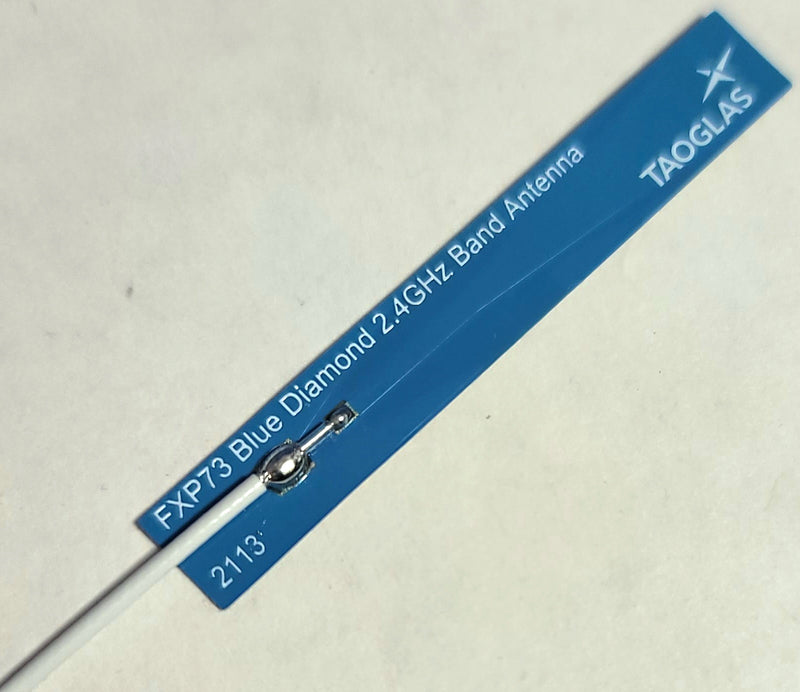 FXP73 Blue Diamond 2.4GHz Band Antenna
TAOGLAS
2113